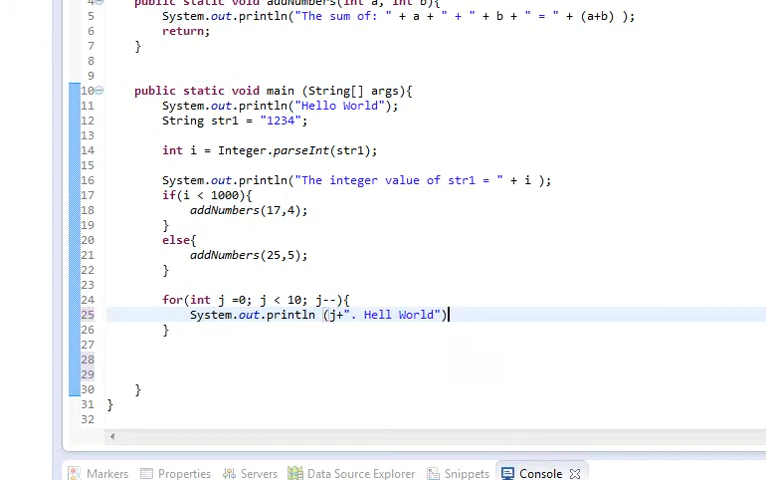 4 public static void addNumbers(int a, int b){
5 System.out.println("The sum of: " + a + " + " + b + " = " + (a+b) );
6 return;
7 }
8
9
10 public static void main (String[] args){
11 System.out.println("Hello World");
12 String str1 = "1234";
13
14 int i = Integer.parseInt(str1);
15
16 System.out.println("The integer value of str1 = " + i );
17 if(i < 1000){
18 addNumbers(17,4);
19 }
20 else{
21 addNumbers(25,5);
22 }
23
24 for(int j =0; j < 10; j--){
25 System.out.println (j+". Hell World")
26 }
27
28
29
30 }
31 }
32
Markers Properties Servers Data Source Explorer Snippets Console